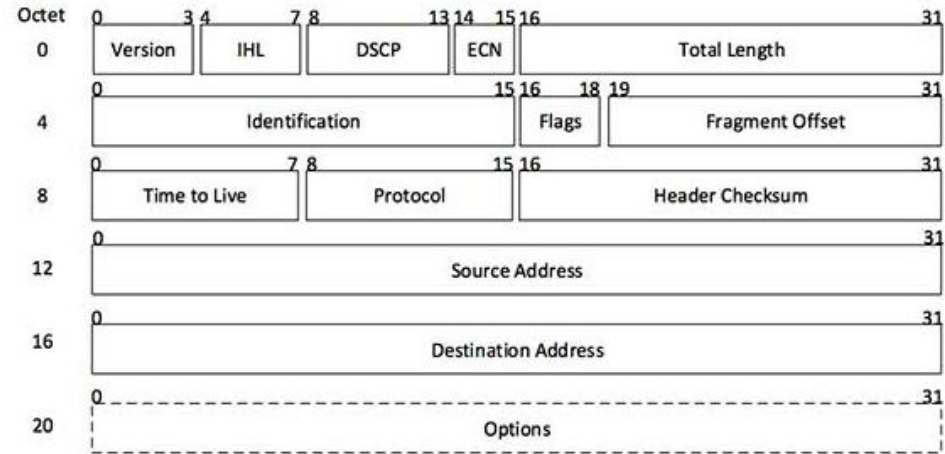 Octet 0 3 4 7 8 13 14 15 16 31
0 Version IHL DSCP ECN Total Length
0 15 16 18 19 31
4 Identification Flags Fragment Offset
0 7 8 15 16 31
8 Time to Live Protocol Header Checksum
0 31
12 Source Address
0 31
16 Destination Address
0 31
20 Options